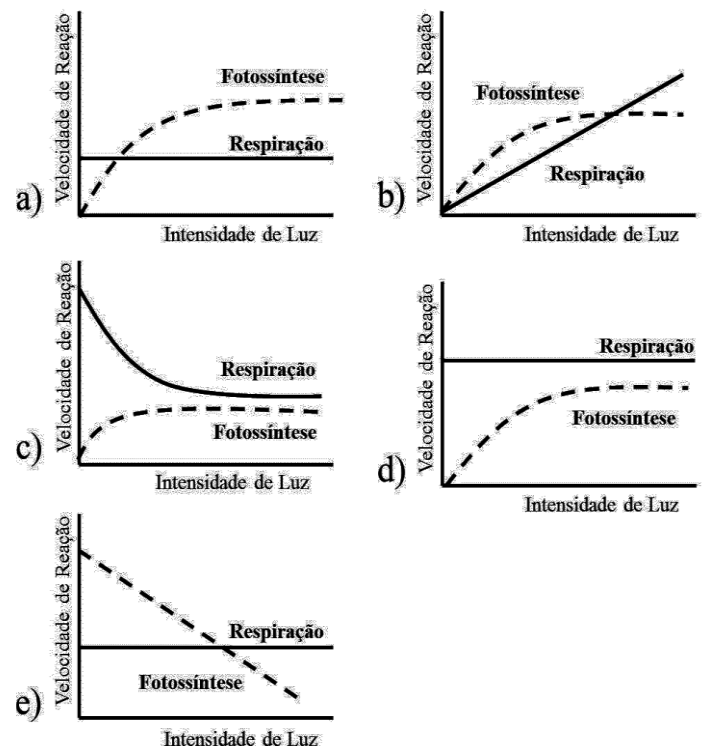 a)
Velocidade de Reação
Fotossíntese
Respiração
Intensidade de Luz
b)
Velocidade de Reação
Fotossíntese
Respiração
Intensidade de Luz
c)
Velocidade de Reação
Respiração
Fotossíntese
Intensidade de Luz
d)
Velocidade de Reação
Respiração
Fotossíntese
Intensidade de Luz
e)
Velocidade de Reação
Respiração
Fotossíntese
Intensidade de Luz